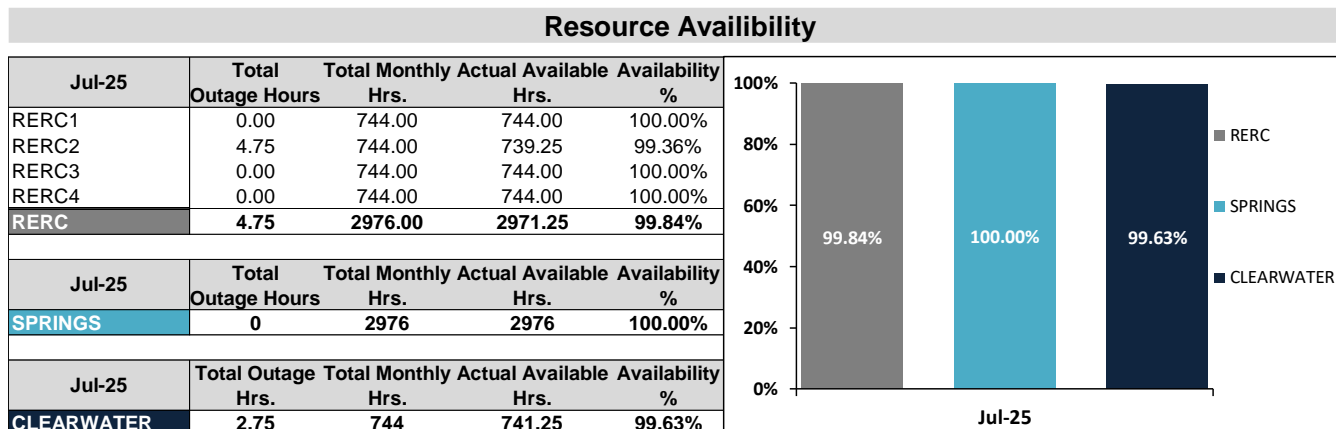 Resource Availibility
Jul-25 Total Outage Hours Total Monthly Hrs. Actual Available Hrs. Availability %
RERC1 0.00 744.00 744.00 100.00%
RERC2 4.75 744.00 739.25 99.36%
RERC3 0.00 744.00 744.00 100.00%
RERC4 0.00 744.00 744.00 100.00%
RERC 4.75 2976.00 2971.25 99.84%
Jul-25 Total Outage Hours Total Monthly Hrs. Actual Available Hrs. Availability %
SPRINGS 0 2976 2976 100.00%
Jul-25 Total Outage Hrs. Total Monthly Hrs. Actual Available Hrs. Availability %
CLEARWATER 2.75 744 741.25 99.63%
100%
80%
60%
40%
20%
0%
99.84% 100.00% 99.63%
Jul-25
RERC
SPRINGS
CLEARWATER